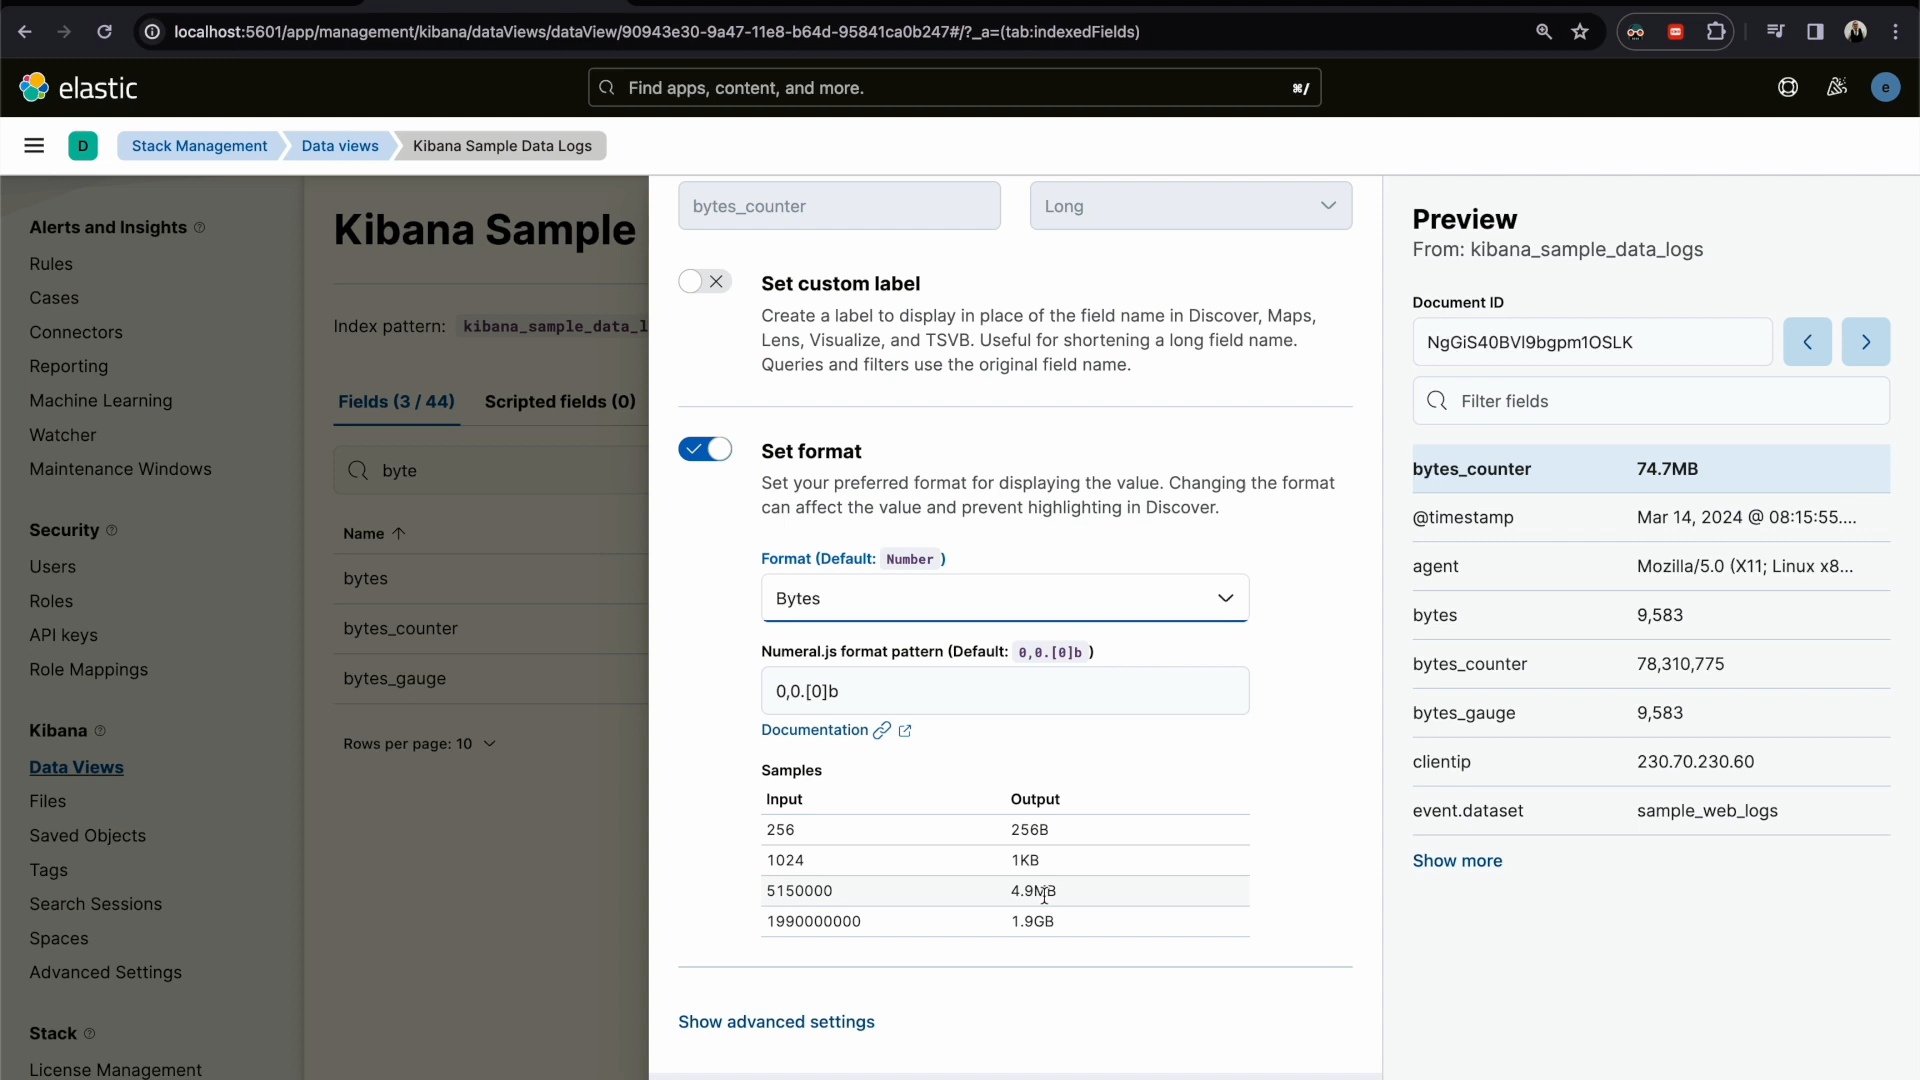 localhost:5601/app/management/kibana/dataViews/dataView/90943e30-9a47-11e8-b64d-95841ca0b247#/?_a=(tab:indexedFields)
elastic
Find apps, content, and more.
⌘/
e
D
Stack Management
Data views
Kibana Sample Data Logs
Alerts and Insights
Rules
Cases
Connectors
Reporting
Machine Learning
Watcher
Maintenance Windows
Security
Users
Roles
API keys
Role Mappings
Kibana
Data Views
Files
Saved Objects
Tags
Search Sessions
Spaces
Advanced Settings
Stack
License Management
Kibana Sample
Index pattern: kibana_sample_data_l
Fields (3 / 44)
Scripted fields (0)
byte
Name
bytes
bytes_counter
bytes_gauge
Rows per page: 10
bytes_counter
Long
Set custom label
Create a label to display in place of the field name in Discover, Maps,
Lens, Visualize, and TSVB. Useful for shortening a long field name.
Queries and filters use the original field name.
Set format
Set your preferred format for displaying the value. Changing the format
can affect the value and prevent highlighting in Discover.
Format (Default: Number )
Bytes
Numeral.js format pattern (Default: 0,0.[0]b )
0,0.[0]b
Documentation
Samples
Input Output
256 256B
1024 1KB
5150000 4.9MB
1990000000 1.9GB
Show advanced settings
Preview
From: kibana_sample_data_logs
Document ID
NgGiS40BVI9bgpm1OSLK
Filter fields
bytes_counter 74.7MB
@timestamp Mar 14, 2024 @ 08:15:55....
agent Mozilla/5.0 (X11; Linux x8...
bytes 9,583
bytes_counter 78,310,775
bytes_gauge 9,583
clientip 230.70.230.60
event.dataset sample_web_logs
Show more